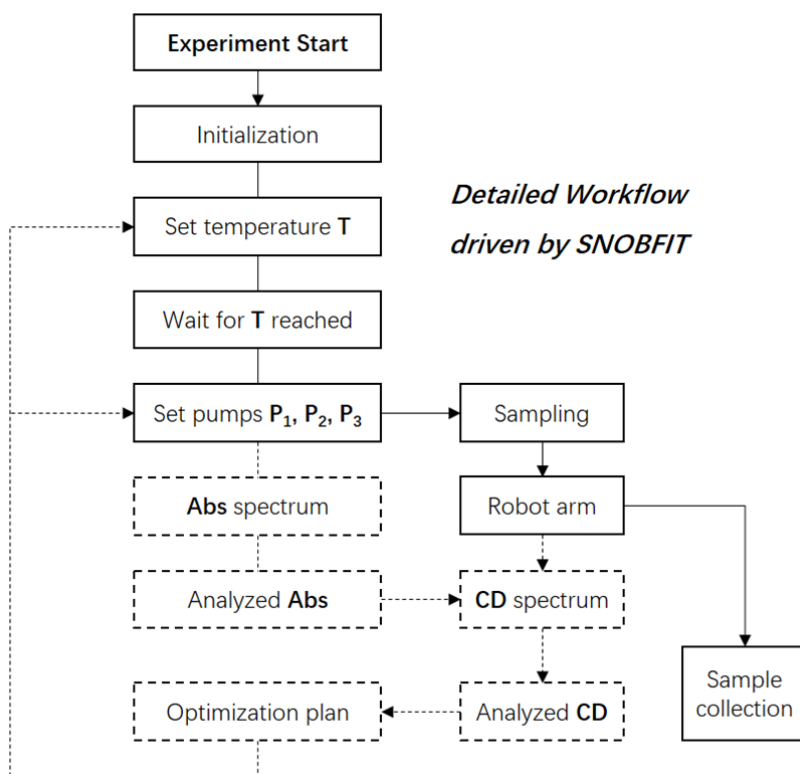 Experiment Start
Initialization
Detailed Workflow
driven by SNOBFIT
Set temperature T
Wait for T reached
Set pumps P₁, P₂, P₃
Sampling
Abs spectrum
Robot arm
Analyzed Abs
CD spectrum
Optimization plan
Analyzed CD
Sample
collection